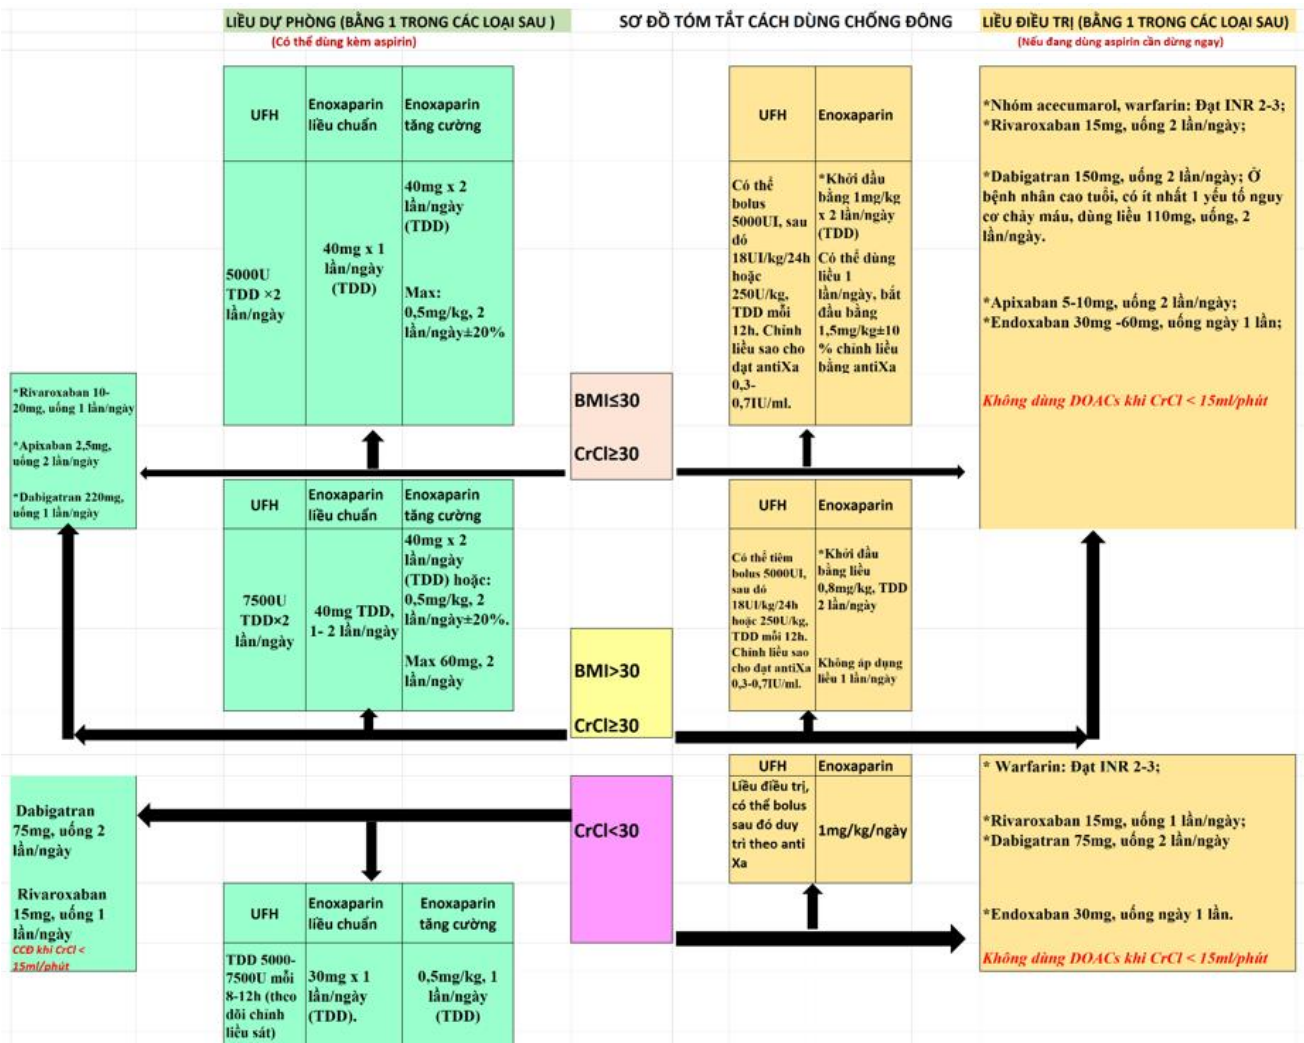 LIỀU DỰ PHÒNG (BẰNG 1 TRONG CÁC LOẠI SAU )
(Có thể dùng kèm aspirin)
SƠ ĐỒ TÓM TẮT CÁCH DÙNG CHỐNG ĐÔNG
LIỀU ĐIỀU TRỊ (BẰNG 1 TRONG CÁC LOẠI SAU)
(Nếu đang dùng aspirin cần dừng ngay)
UFH
Enoxaparin
liều chuẩn
Enoxaparin
tăng cường
5000U
TDD ×2
lần/ngày
40mg x 1
lần/ngày
(TDD)
40mg x 2
lần/ngày
(TDD)
Max:
0,5mg/kg, 2
lần/ngày±20%
UFH
Enoxaparin
Có thể
bolus
5000UI, sau
đó
18UI/kg/24h
hoặc
250U/kg,
TDD mỗi
12h. Chỉnh
liều sao cho
đạt antiXa
0,3-
0,7IU/ml.
*Khởi đầu
bằng 1mg/kg
x 2 lần/ngày
(TDD)
Có thể dùng
liều 1
lần/ngày, bắt
đầu bằng
1,5mg/kg±10
% chỉnh liều
bằng antiXa
*Nhóm acecumarol, warfarin: Đạt INR 2-3;
*Rivaroxaban 15mg, uống 2 lần/ngày;
*Dabigatran 150mg, uống 2 lần/ngày; Ở
bệnh nhân cao tuổi, có ít nhất 1 yếu tố nguy
cơ chảy máu, dùng liều 110mg, uống, 2
lần/ngày.
*Apixaban 5-10mg, uống 2 lần/ngày;
*Endoxaban 30mg -60mg, uống ngày 1 lần;
Không dùng DOACs khi CrCl < 15ml/phút
*Rivaroxaban 10-
20mg, uống 1 lần/ngày
*Apixaban 2,5mg,
uống 2 lần/ngày
*Dabigatran 220mg,
uống 1 lần/ngày
BMI≤30
CrCl≥30
UFH
Enoxaparin
liều chuẩn
Enoxaparin
tăng cường
7500U
TDD×2
lần/ngày
40mg TDD,
1- 2 lần/ngày
40mg x 2
lần/ngày
(TDD) hoặc:
0,5mg/kg, 2
lần/ngày±20%.
Max 60mg, 2
lần/ngày
BMI>30
CrCl≥30
UFH
Enoxaparin
Có thể tiêm
bolus 5000UI,
sau đó
18UI/kg/24h
hoặc 250U/kg,
TDD mỗi 12h.
Chỉnh liều sao
cho đạt antiXa
0,3-0,7IU/ml.
*Khởi đầu
bằng liều
0,8mg/kg, TDD
2 lần/ngày
Không áp dụng
liều 1 lần/ngày
Dabigatran
75mg, uống 2
lần/ngày
Rivaroxaban
15mg, uống 1
lần/ngày
CCĐ khi CrCl <
15ml/phút
CrCl<30
UFH
Enoxaparin
Liều điều trị,
có thể bolus
sau đó duy
trì theo anti
Xa
1mg/kg/ngày
* Warfarin: Đạt INR 2-3;
*Rivaroxaban 15mg, uống 1 lần/ngày;
*Dabigatran 75mg, uống 2 lần/ngày
*Endoxaban 30mg, uống ngày 1 lần.
Không dùng DOACs khi CrCl < 15ml/phút
UFH
Enoxaparin
liều chuẩn
Enoxaparin
tăng cường
TDD 5000-
7500U mỗi
8-12h (theo
dõi chỉnh
liều sát)
30mg x 1
lần/ngày
(TDD).
0,5mg/kg, 1
lần/ngày
(TDD)